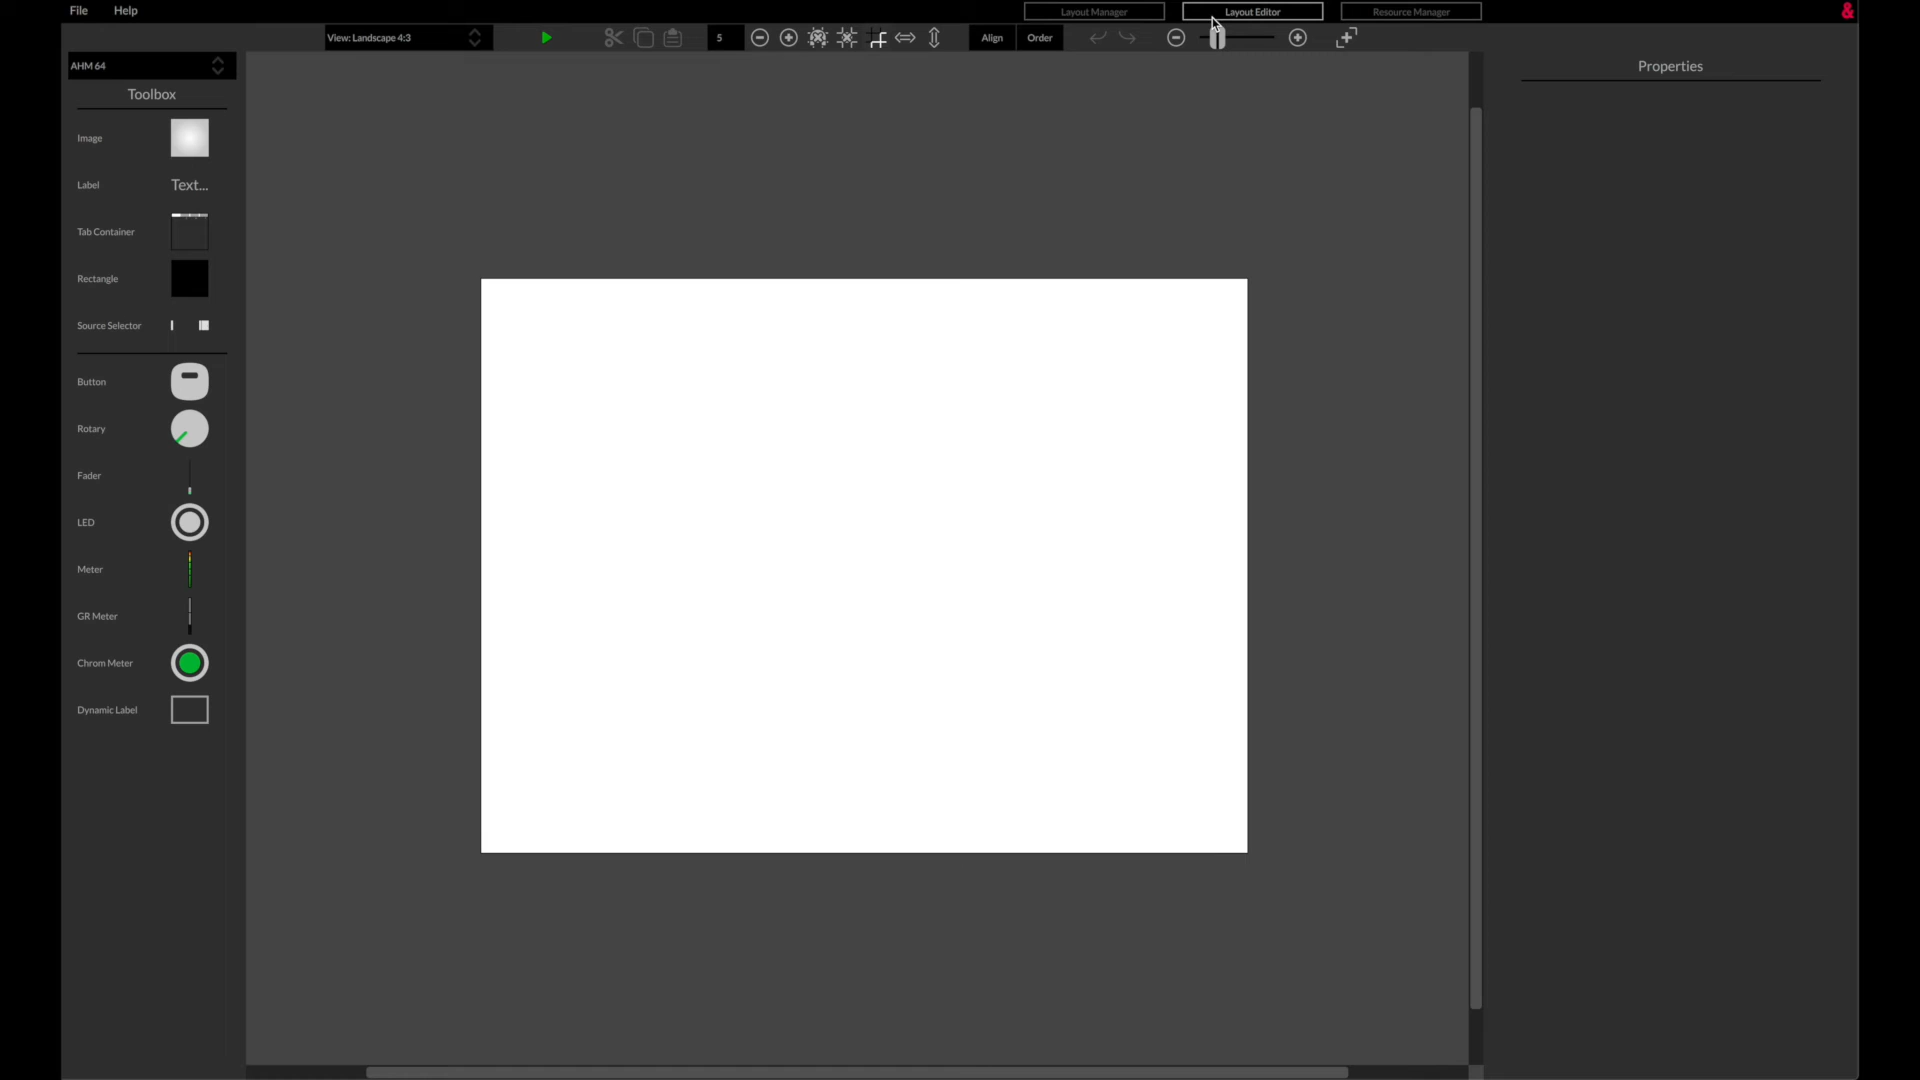 File Help Layout Manager Layout Editor Resource Manager &
View: Landscape 4:3 5 Align Order
AHM 64
Properties
Toolbox
Image
Label Text...
Tab Container
Rectangle
Source Selector
Button
Rotary
Fader
LED
Meter
GR Meter
Chrom Meter
Dynamic Label